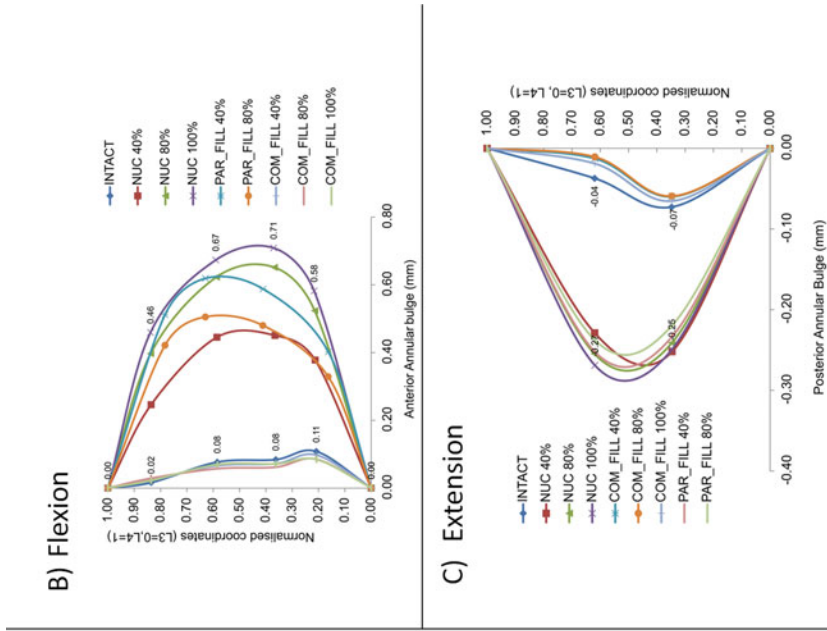 B) Flexion
Normalised coordinates (L3=0,L4=1)
1.00
0.90
0.80
0.70
0.60
0.50
0.40
0.30
0.20
0.10
0.00
0.00
0.02
0.08
0.08
0.11
0.00
0.46
0.67
0.71
0.58
0.00
0.20
0.40
0.60
0.80
Anterior Annular bulge (mm)
INTACT
NUC 40%
NUC 80%
NUC 100%
PAR_FILL 40%
PAR_FILL 80%
COM_FILL 40%
COM_FILL 80%
COM_FILL 100%
C) Extension
INTACT
NUC 40%
NUC 80%
NUC 100%
COM_FILL 40%
COM_FILL 80%
COM_FILL 100%
PAR_FILL 40%
PAR_FILL 80%
Normalised coordinates (L3=0, L4=1)
1.00
0.90
0.80
0.70
0.60
0.50
0.40
0.30
0.20
0.10
0.00
-0.04
-0.07
-0.27
-0.25
-0.40
-0.30
-0.20
-0.10
0.00
Posterior Annular Bulge (mm)